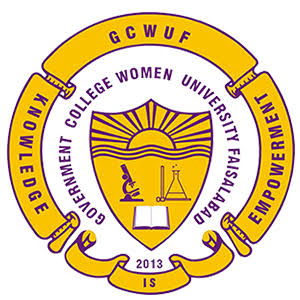 GCWUF
GOVERNMENT COLLEGE WOMEN UNIVERSITY FAISALABAD
KNOWLEDGE
IS
EMPOWERMENT
2013